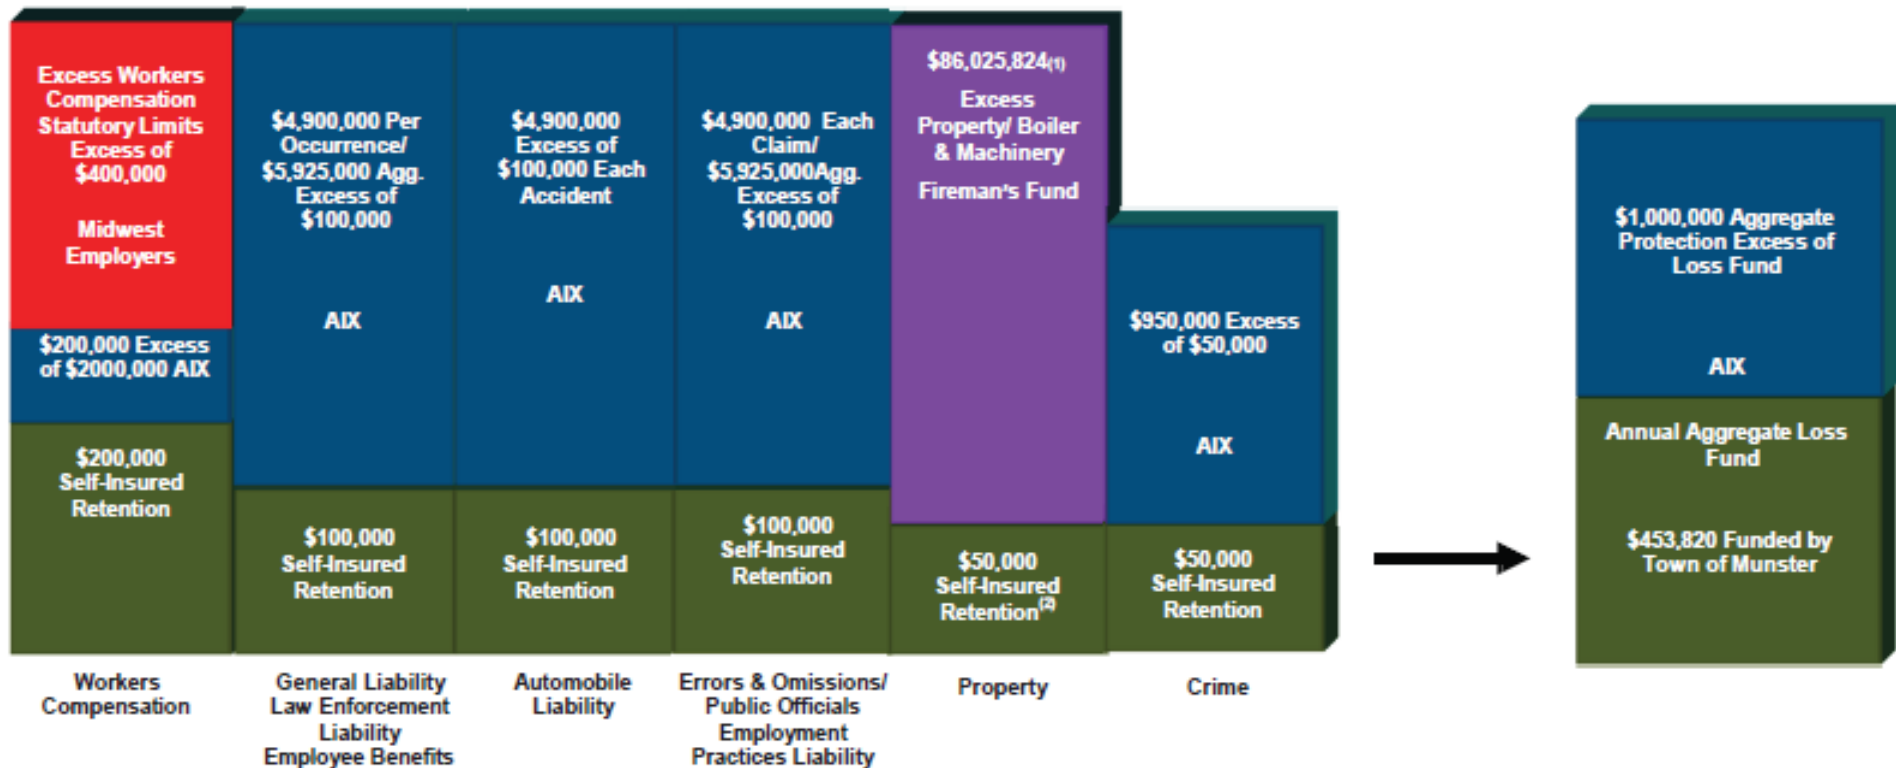 Excess Workers
Compensation
Statutory Limits
Excess of
$400,000
Midwest
Employers
$200,000 Excess
of $2000,000 AIX
$200,000
Self-Insured
Retention
Workers
Compensation
$4,900,000 Per
Occurrence/
$5,925,000 Agg.
Excess of
$100,000
AIX
$100,000
Self-Insured
Retention
General Liability
Law Enforcement
Liability
Employee Benefits
$4,900,000
Excess of
$100,000 Each
Accident
AIX
$100,000
Self-Insured
Retention
Automobile
Liability
$4,900,000 Each
Claim/
$5,925,000Agg.
Excess of
$100,000
AIX
$100,000
Self-Insured
Retention
Errors & Omissions/
Public Officials
Employment
Practices Liability
$86,025,824(1)
Excess
Property/ Boiler
& Machinery
Fireman's Fund
$50,000
Self-Insured
Retention(2)
Property
$950,000 Excess
of $50,000
AIX
$50,000
Self-Insured
Retention
Crime
$1,000,000 Aggregate
Protection Excess of
Loss Fund
AIX
Annual Aggregate Loss
Fund
$453,820 Funded by
Town of Munster